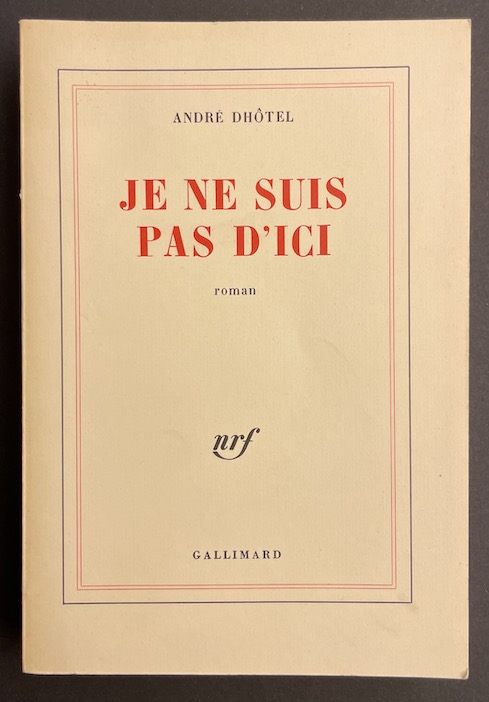 ANDRÉ DHÔTEL
JE NE SUIS
PAS D'ICI
roman
nrf
GALLIMARD